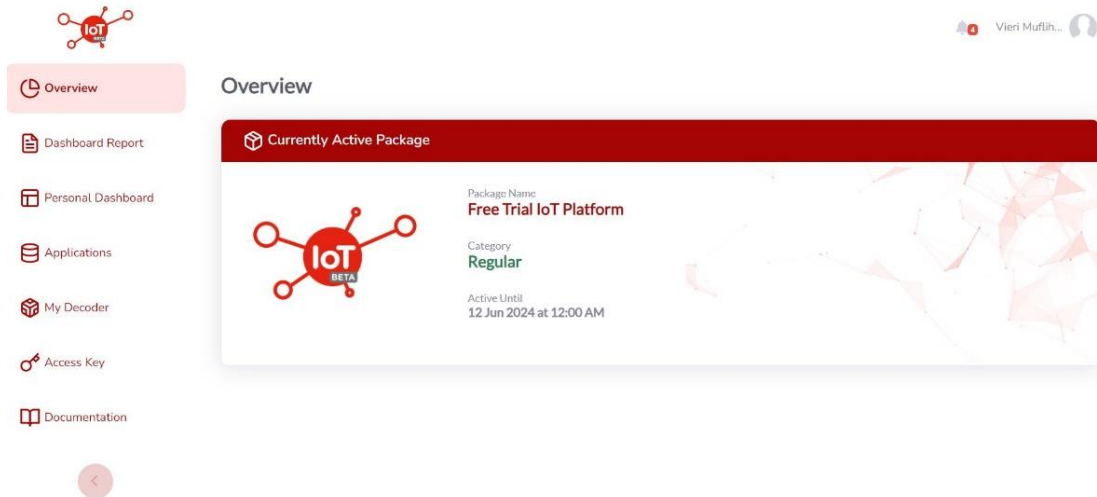 IoT
BETA
4
Vieri Muflih...
Overview
Dashboard Report
Personal Dashboard
Applications
My Decoder
Access Key
Documentation
Overview
Currently Active Package
IoT
BETA
Package Name
Free Trial IoT Platform
Category
Regular
Active Until
12 Jun 2024 at 12:00 AM